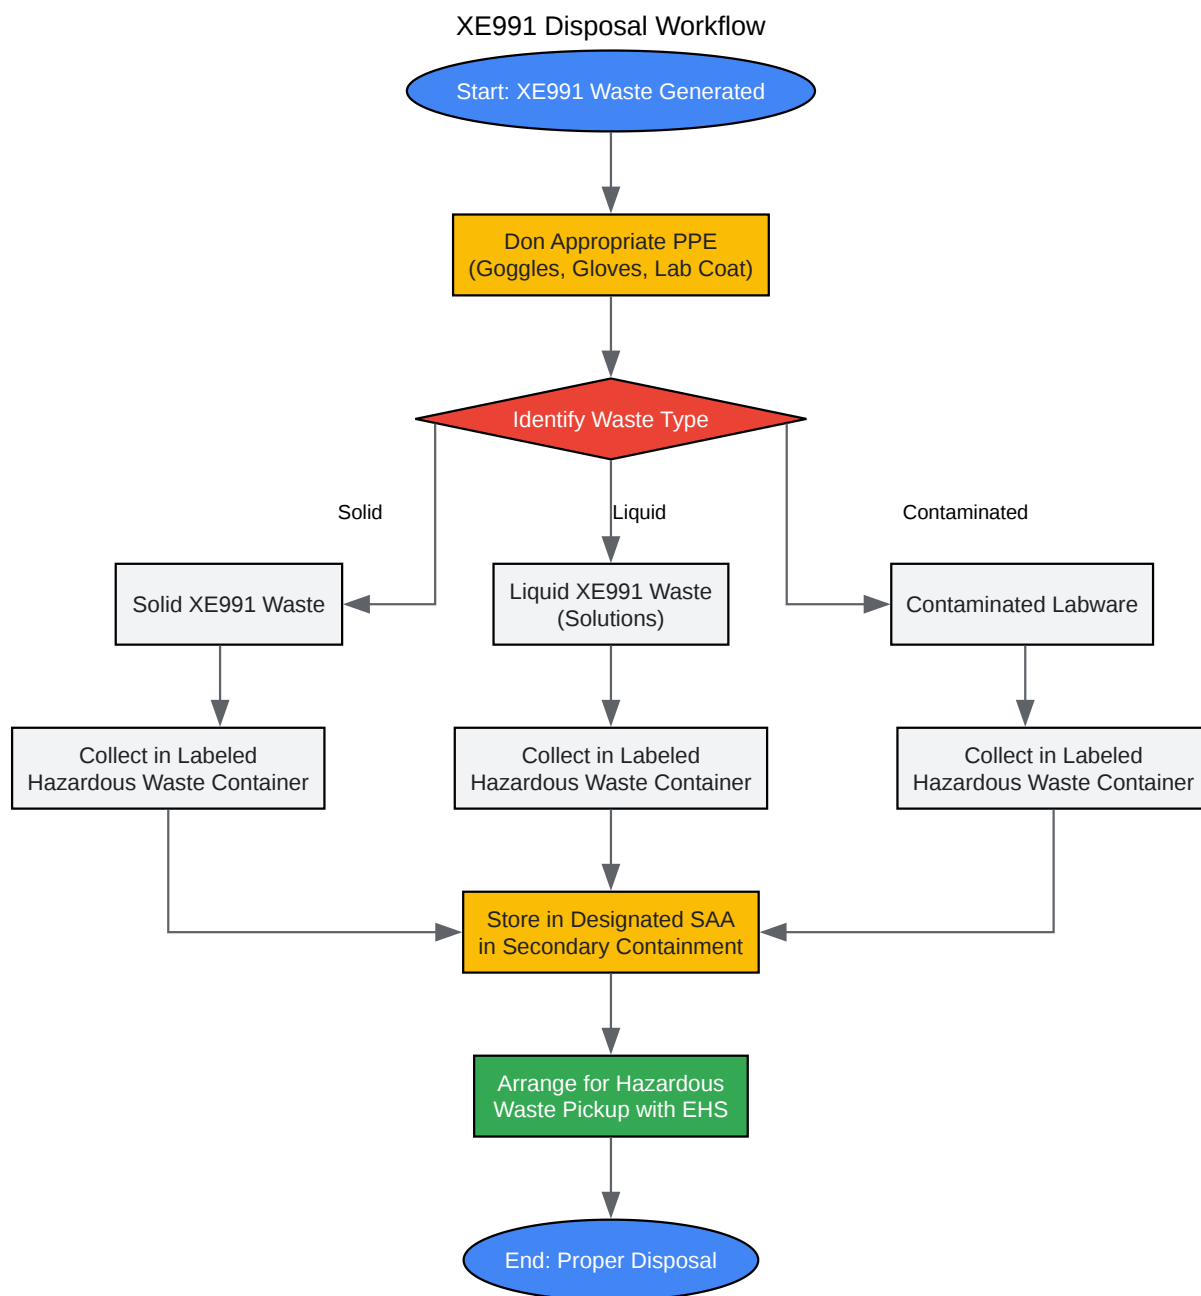 XE991 Disposal Workflow
Start: XE991 Waste Generated
Don Appropriate PPE
(Goggles, Gloves, Lab Coat)
Identify Waste Type
Solid
Liquid
Contaminated
Solid XE991 Waste
Liquid XE991 Waste
(Solutions)
Contaminated Labware
Collect in Labeled
Hazardous Waste Container
Collect in Labeled
Hazardous Waste Container
Collect in Labeled
Hazardous Waste Container
Store in Designated SAA
in Secondary Containment
Arrange for Hazardous
Waste Pickup with EHS
End: Proper Disposal